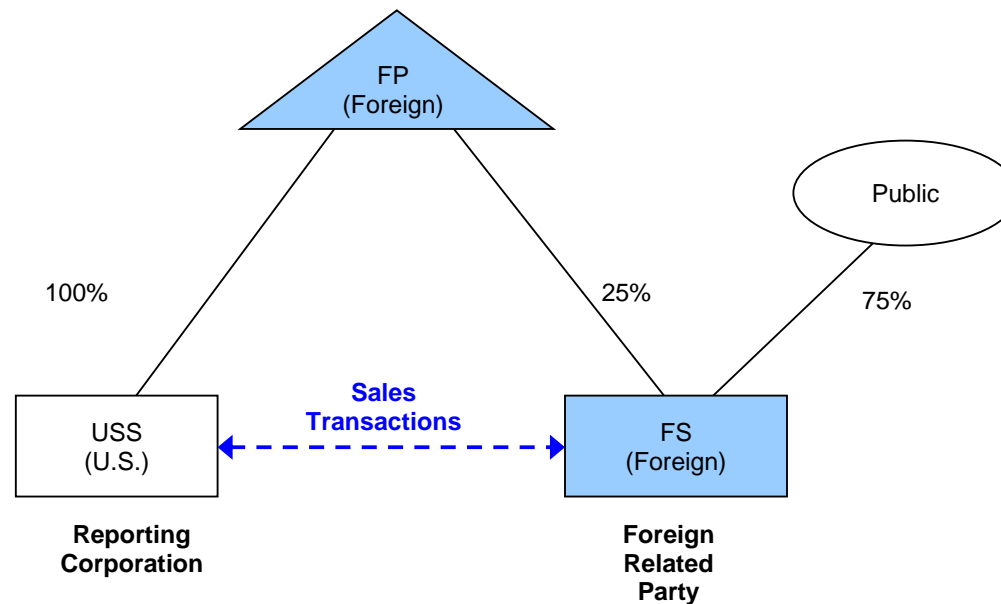 FP
(Foreign)
Public
100%
25%
75%
Sales
Transactions
USS
(U.S.)
FS
(Foreign)
Reporting
Corporation
Foreign
Related
Party